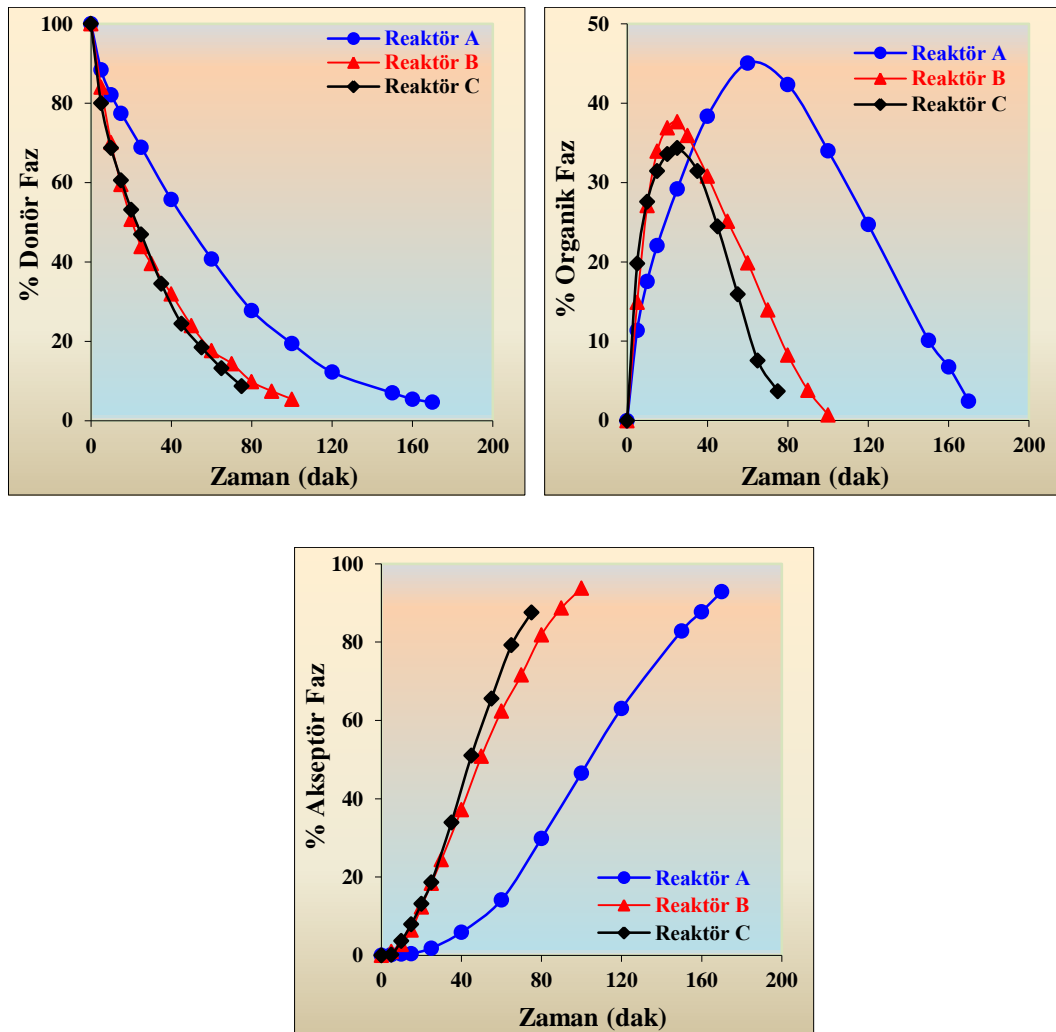 100
80
60
40
20
0
% Donör Faz
Reaktör A
Reaktör B
Reaktör C
0 40 80 120 160 200
Zaman (dak)
50
40
30
20
10
0
% Organik Faz
Reaktör A
Reaktör B
Reaktör C
0 40 80 120 160 200
Zaman (dak)
100
80
60
40
20
0
% Akseptör Faz
Reaktör A
Reaktör B
Reaktör C
0 40 80 120 160 200
Zaman (dak)